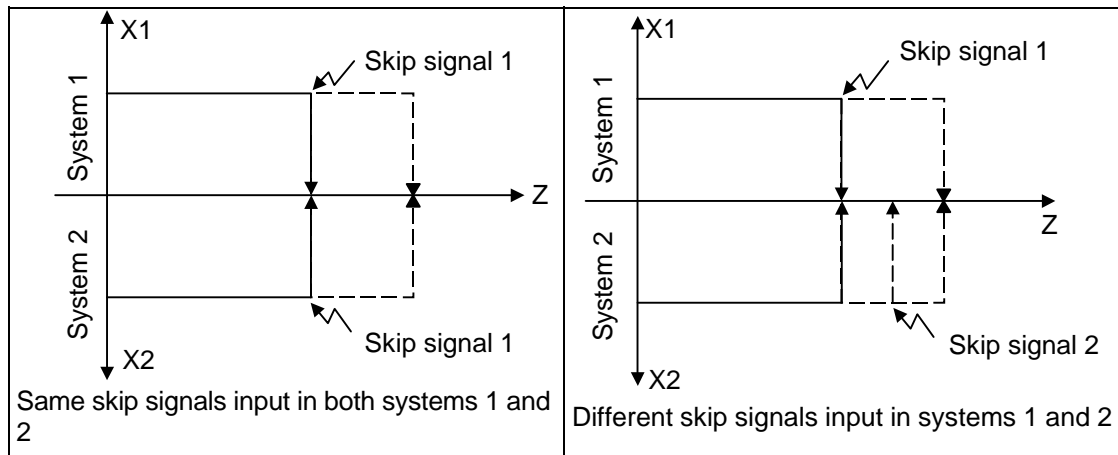 X1
Skip signal 1
System 1
Z
System 2
Skip signal 1
X2
Same skip signals input in both systems 1 and
2
X1
Skip signal 1
System 1
Z
System 2
Skip signal 2
X2
Different skip signals input in systems 1 and 2